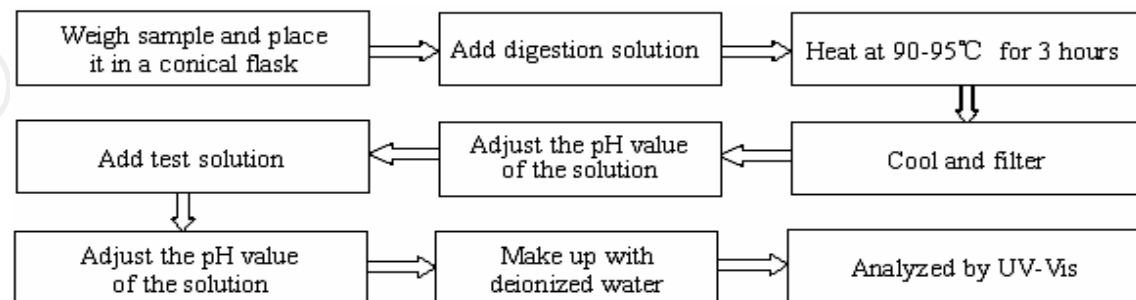 Weigh sample and place
it in a conical flask
Add digestion solution
Heat at 90-95℃ for 3 hours
Cool and filter
Adjust the pH value
of the solution
Add test solution
Adjust the pH value
of the solution
Make up with
deionized water
Analyzed by UV-Vis